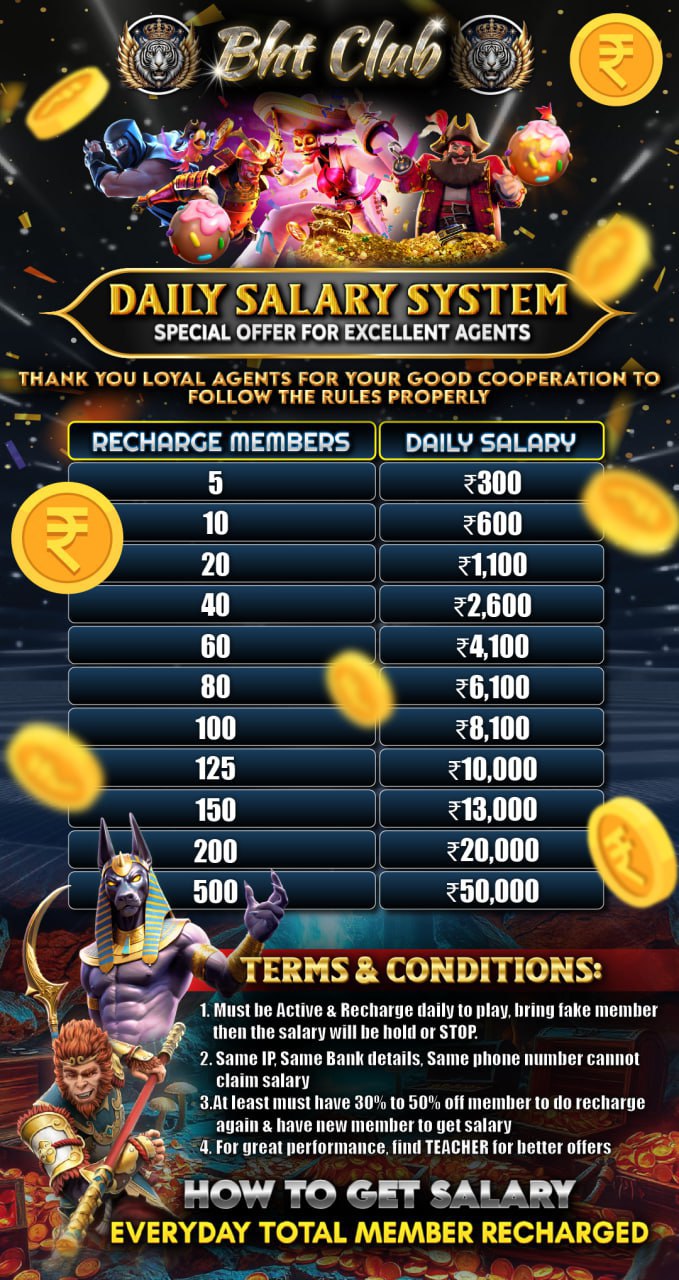 Bht Club
DAILY SALARY SYSTEM
SPECIAL OFFER FOR EXCELLENT AGENTS
THANK YOU LOYAL AGENTS FOR YOUR GOOD COOPERATION TO
FOLLOW THE RULES PROPERLY
RECHARGE MEMBERS DAILY SALARY
5 ₹300
10 ₹600
20 ₹1,100
40 ₹2,600
60 ₹4,100
80 ₹6,100
100 ₹8,100
125 ₹10,000
150 ₹13,000
200 ₹20,000
500 ₹50,000
TERMS & CONDITIONS:
1. Must be Active & Recharge daily to play, bring fake member
then the salary will be hold or STOP.
2. Same IP, Same Bank details, Same phone number cannot
claim salary
3.At least must have 30% to 50% off member to do recharge
again & have new member to get salary
4. For great performance, find TEACHER for better offers
HOW TO GET SALARY
EVERYDAY TOTAL MEMBER RECHARGED